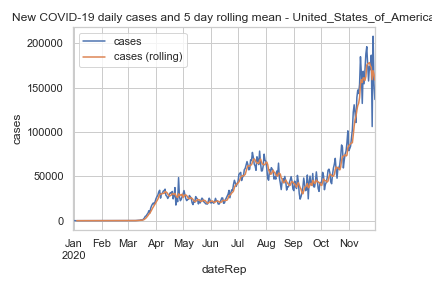 New COVID-19 daily cases and 5 day rolling mean - United_States_of_America
cases
cases (rolling)
200000
150000
100000
50000
0
cases
Jan Feb Mar Apr May Jun Jul Aug Sep Oct Nov
2020
dateRep